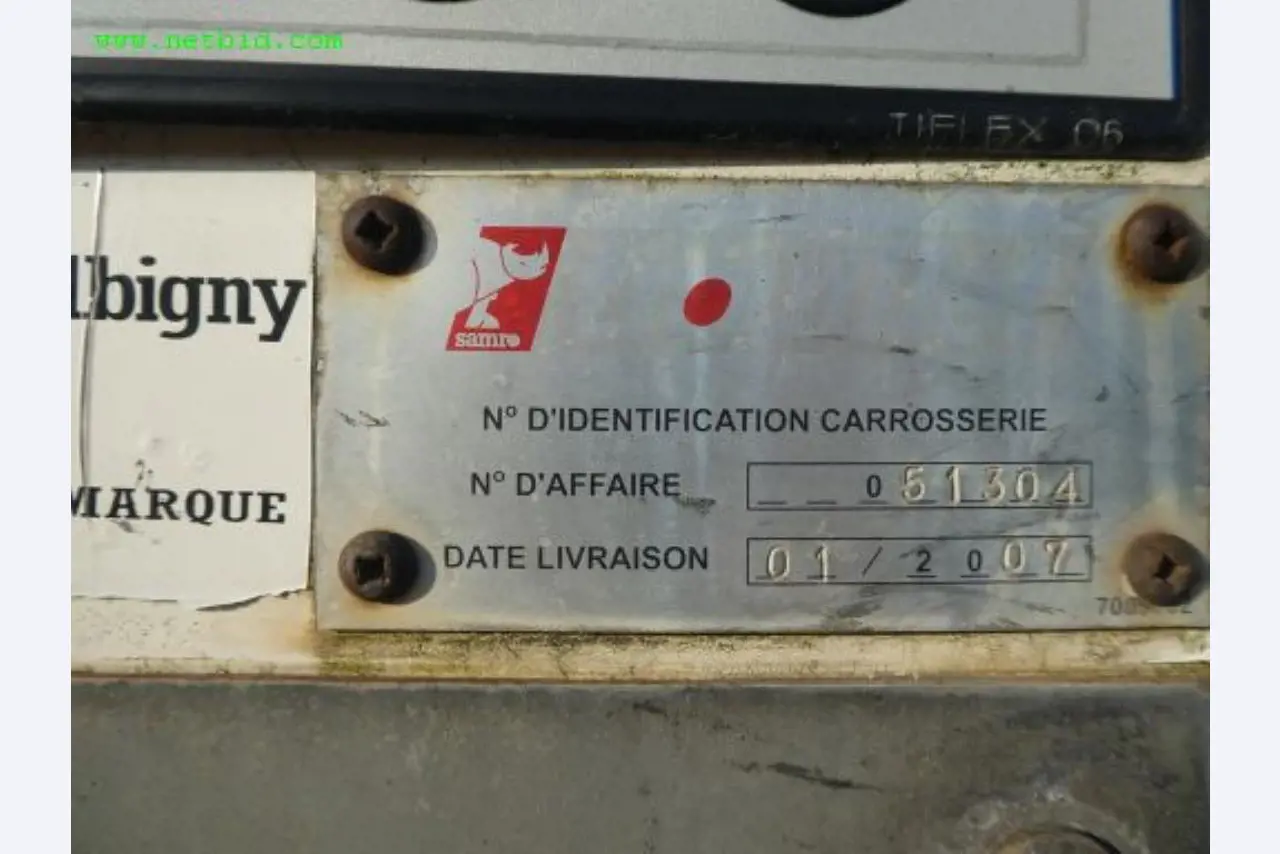 www.netbid.com
TIFLEX 06
lbigny
MARQUE
samro
N° D'IDENTIFICATION CARROSSERIE
N° D'AFFAIRE 051304
DATE LIVRAISON 01/2007